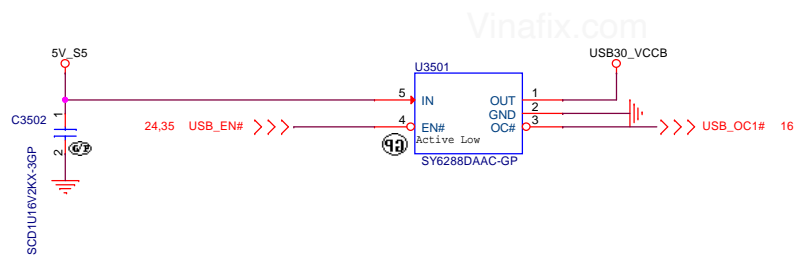 Vinafix.com
5V_S5
USB30_VCCB
U3501
5 IN OUT 1
GND 2
4 EN# OC# 3
Active Low
SY6288DAAC-GP
C3502
1
2
SCD1U16V2KX-3GP
24,35 USB_EN#
USB_OC1# 16